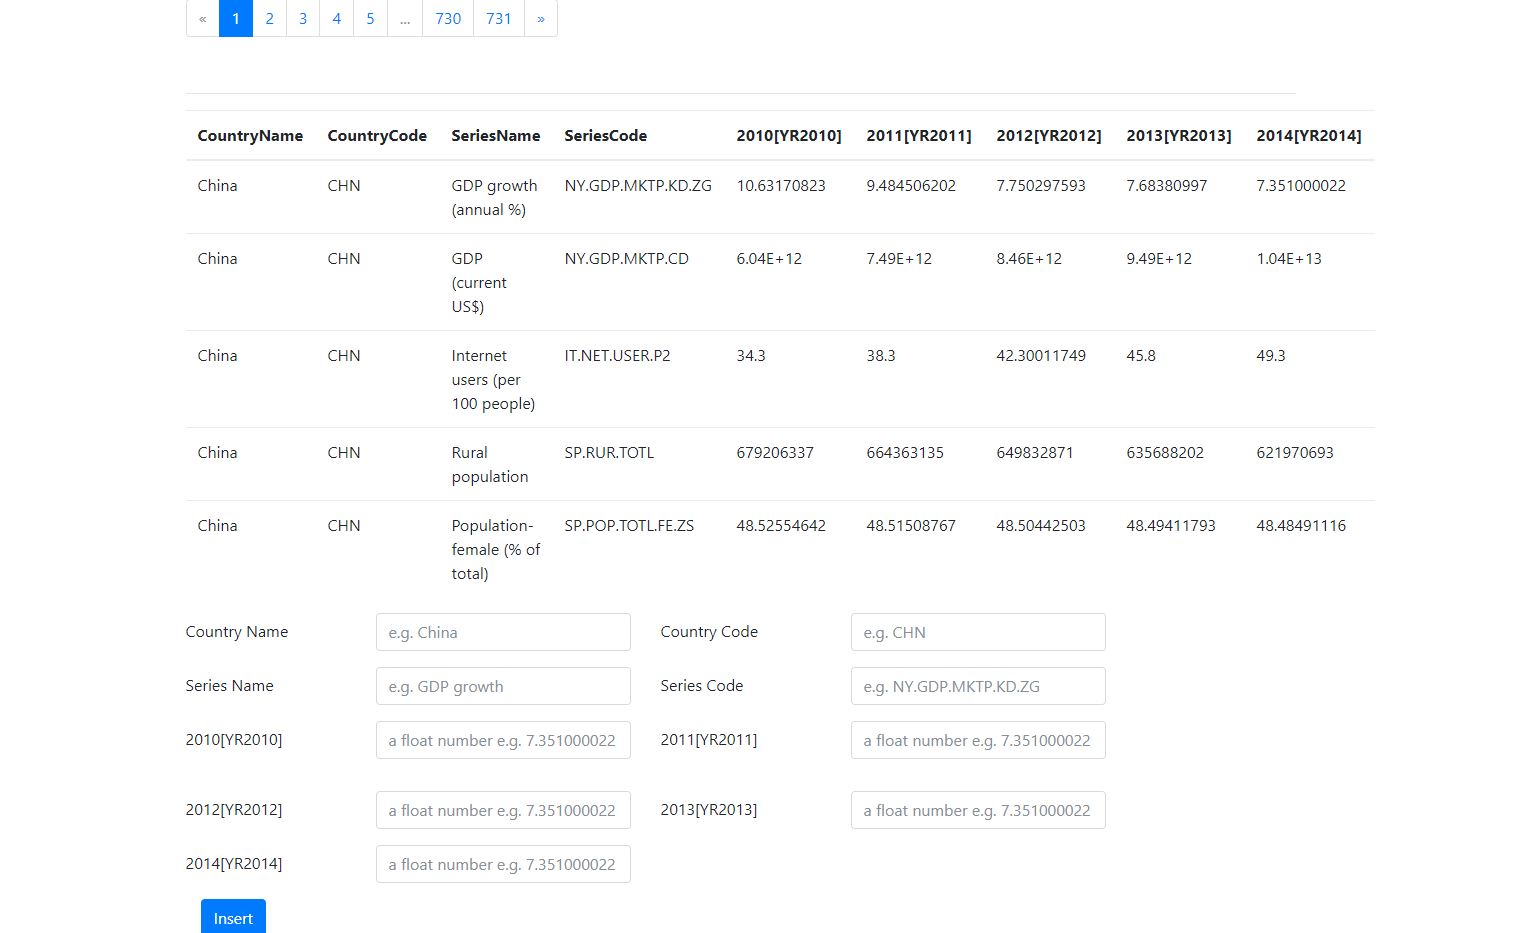 « 1 2 3 4 5 ... 730 731 »
CountryName CountryCode SeriesName SeriesCode 2010[YR2010] 2011[YR2011] 2012[YR2012] 2013[YR2013] 2014[YR2014]
China CHN GDP growth NY.GDP.MKTP.KD.ZG 10.63170823 9.484506202 7.750297593 7.68380997 7.351000022
(annual %)
China CHN GDP NY.GDP.MKTP.CD 6.04E+12 7.49E+12 8.46E+12 9.49E+12 1.04E+13
(current
US$)
China CHN Internet IT.NET.USER.P2 34.3 38.3 42.30011749 45.8 49.3
users (per
100 people)
China CHN Rural SP.RUR.TOTL 679206337 664363135 649832871 635688202 621970693
population
China CHN Population- SP.POP.TOTL.FE.ZS 48.52554642 48.51508767 48.50442503 48.49411793 48.48491116
female (% of
total)
Country Name e.g. China Country Code e.g. CHN
Series Name e.g. GDP growth Series Code e.g. NY.GDP.MKTP.KD.ZG
2010[YR2010] a float number e.g. 7.351000022 2011[YR2011] a float number e.g. 7.351000022
2012[YR2012] a float number e.g. 7.351000022 2013[YR2013] a float number e.g. 7.351000022
2014[YR2014] a float number e.g. 7.351000022
Insert